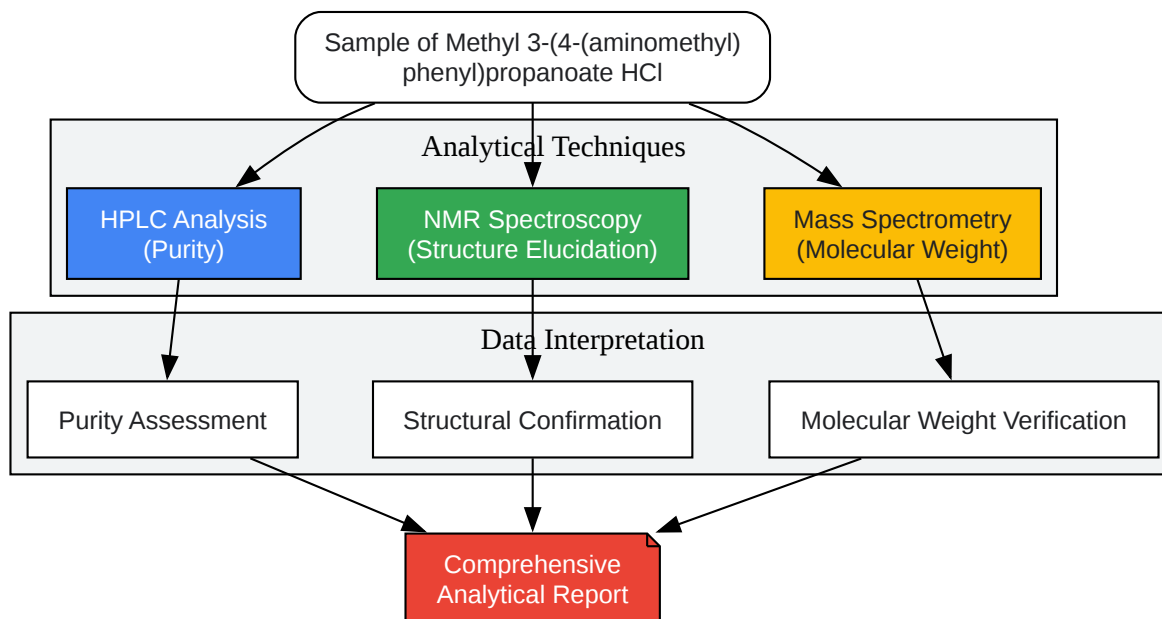 Sample of Methyl 3-(4-(aminomethyl)
phenyl)propanoate HCl
Analytical Techniques
HPLC Analysis
(Purity)
NMR Spectroscopy
(Structure Elucidation)
Mass Spectrometry
(Molecular Weight)
Data Interpretation
Purity Assessment
Structural Confirmation
Molecular Weight Verification
Comprehensive
Analytical Report